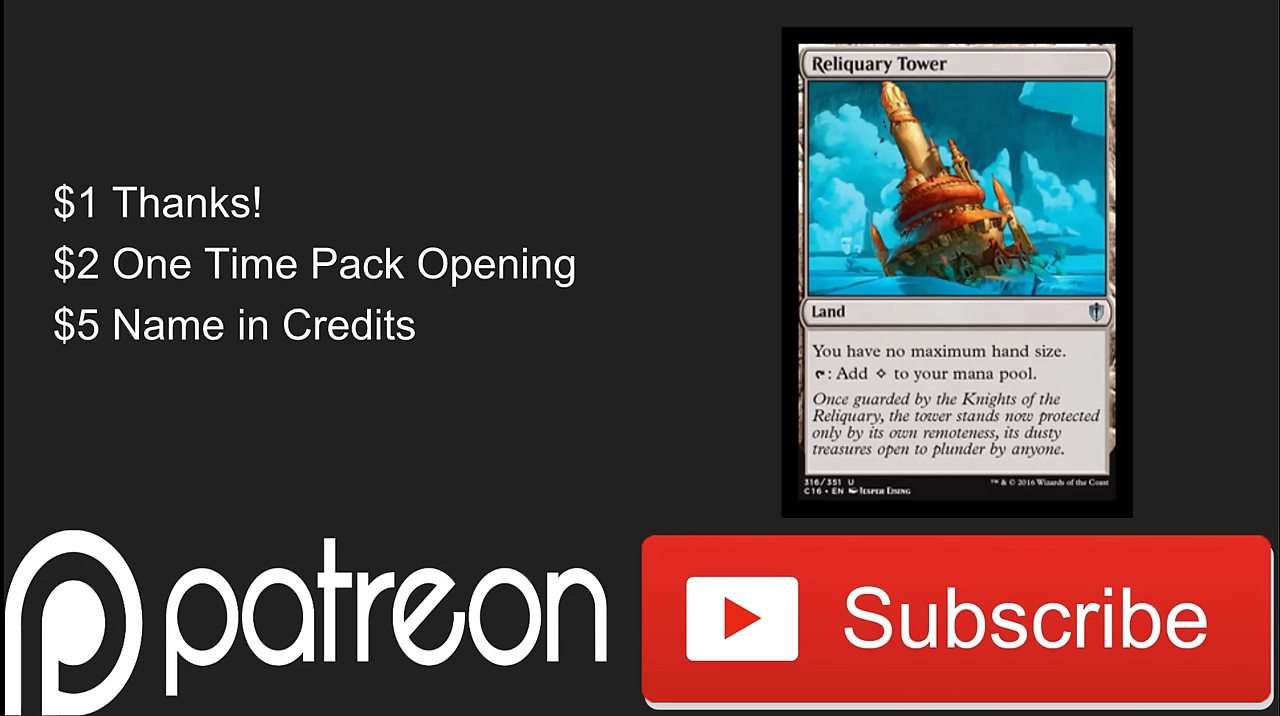 $1 Thanks!
$2 One Time Pack Opening
$5 Name in Credits
Reliquary Tower
Land
You have no maximum hand size.
: Add to your mana pool.
Once guarded by the Knights of the
Reliquary, the tower stands now protected
only by its own remoteness, its dusty
treasures open to plunder by anyone.
316/351 U
C16 • EN Jesper Ejsing
™ & © 2016 Wizards of the Coast
patreon
Subscribe